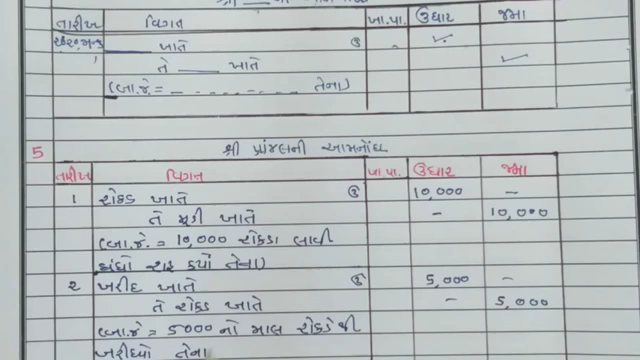 તારીખ વિગત ખા.પા. ઉધાર જમા
ખાતે ઉ
તે ખાતે
(બા.જે.= તેના)
5 શ્રી પ્રાંજલની આમનોંધ
તારીખ વિગત ખા.પા. ઉધાર જમા
1 રોકડ ખાતે ઉ 10,000 –
તે મૂડી ખાતે – 10,000
(બા.જે. = 10,000 રોકડા લાવી
ધંધો શરૂ કર્યો તેના)
2 ખરીદ ખાતે ઉ 5,000 –
તે રોકડ ખાતે – 5,000
(બા.જે = 5000 નો માલ રોકડેથી
ખરીદ્યો તેના